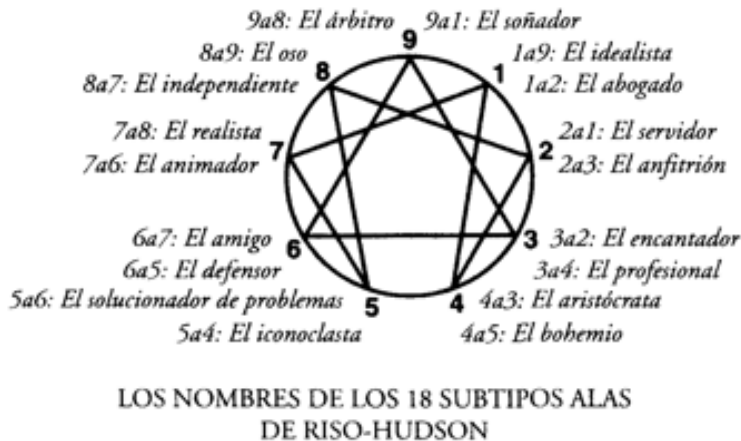 9a8: El árbitro 9a1: El soñador
9
8a9: El oso 1a9: El idealista
8 1
8a7: El independiente 1a2: El abogado
7a8: El realista 2a1: El servidor
7 2
7a6: El animador 2a3: El anfitrión
6a7: El amigo 3 3a2: El encantador
6
6a5: El defensor 3a4: El profesional
5a6: El solucionador de problemas 5 4 4a3: El aristócrata
5a4: El iconoclasta 4a5: El bohemio
LOS NOMBRES DE LOS 18 SUBTIPOS ALAS
DE RISO-HUDSON